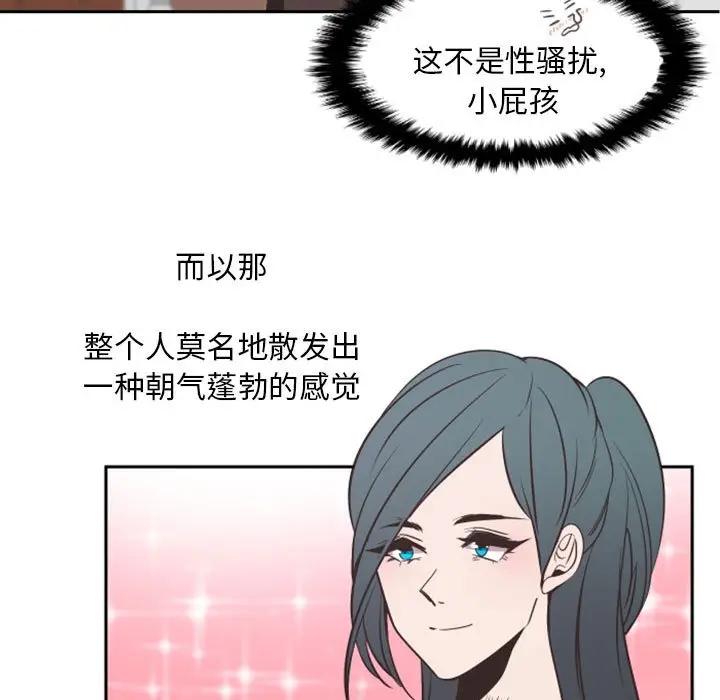 这不是性骚扰,
小屁孩
而以那
整个人莫名地散发出
一种朝气蓬勃的感觉